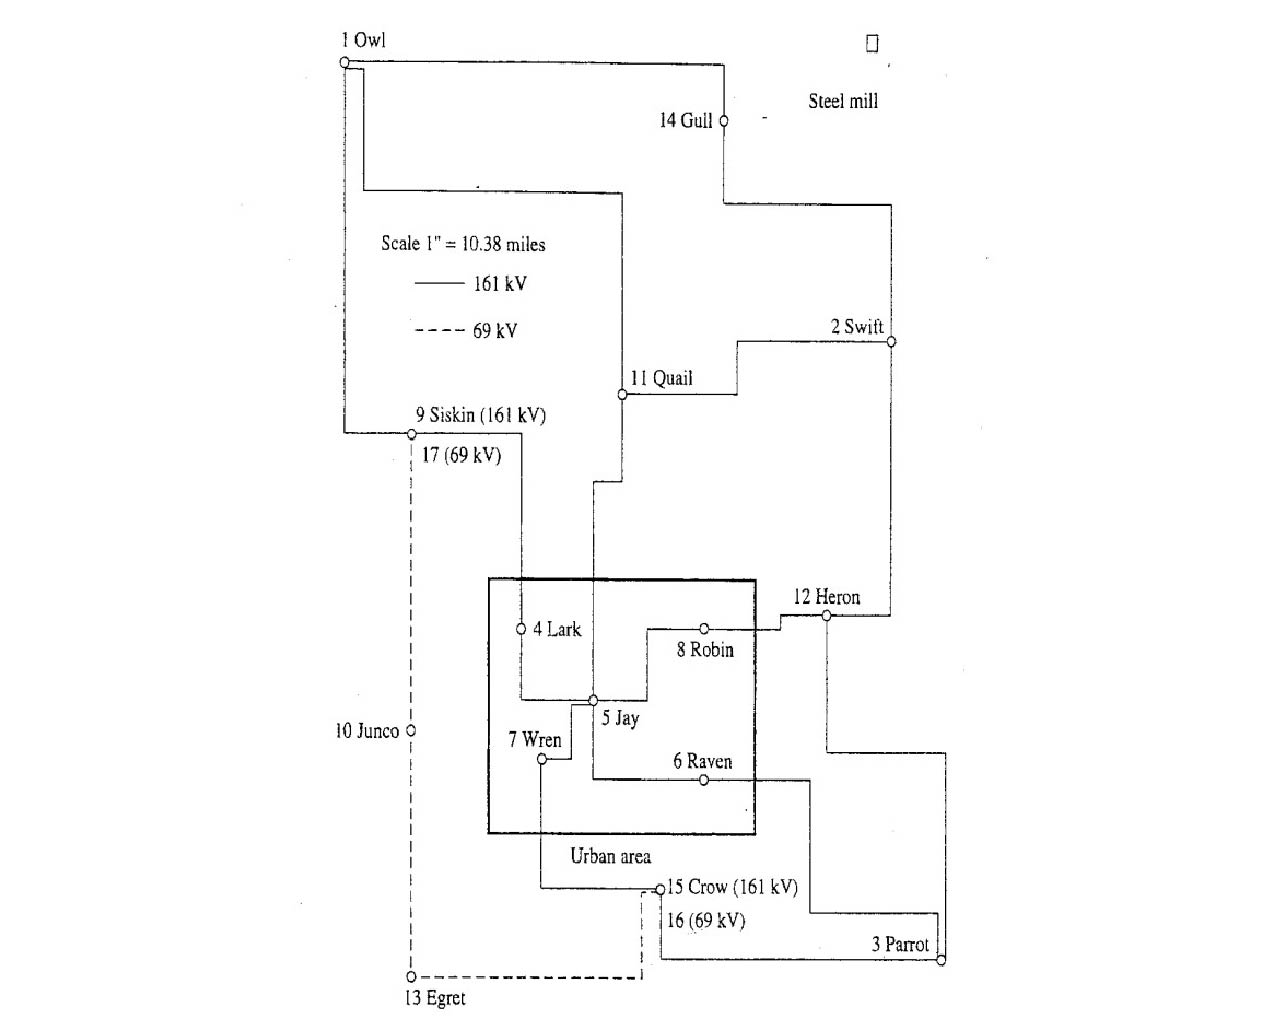 1 Owl
Steel mill
14 Gull
Scale 1" = 10.38 miles
161 kV
69 kV
2 Swift
11 Quail
9 Siskin (161 kV)
17 (69 kV)
12 Heron
4 Lark
8 Robin
5 Jay
10 Junco
7 Wren
6 Raven
Urban area
15 Crow (161 kV)
16 (69 kV)
3 Parrot
13 Egret